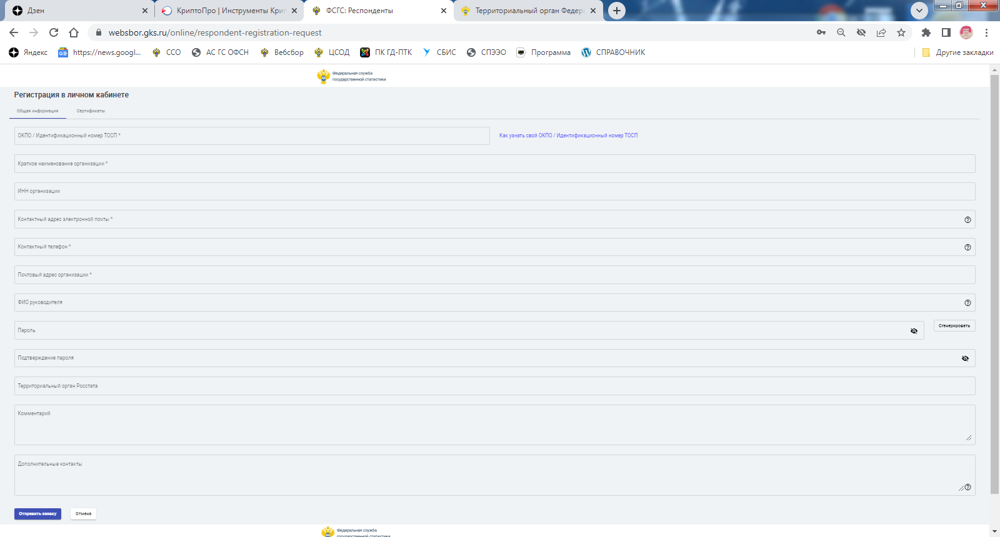 Дзен
КриптоПро | Инструменты Крип
ФСГС: Респонденты
Территориальный орган Федера
websbor.gks.ru/online/respondent-registration-request
Яндекс
https://news.googl...
ССО
АС ГС ОФСН
Вебсбор
ЦСОД
ПК ГД-ПТК
СБИС
СПЭЭО
Программа
СПРАВОЧНИК
Другие закладки
Федеральная служба
государственной статистики
Регистрация в личном кабинете
Общая информация
Сертификаты
ОКПО / Идентификационный номер ТОСП *
Как узнать свой ОКПО / Идентификационный номер ТОСП
Краткое наименование организации *
ИНН организации
Контактный адрес электронной почты *
Контактный телефон *
Почтовый адрес организации *
ФИО руководителя
Пароль
Сгенерировать
Подтверждение пароля
Территориальный орган Росстата
Комментарий
Дополнительные контакты
Отправить заявку
Отмена
Федеральная служба
государственной статистики